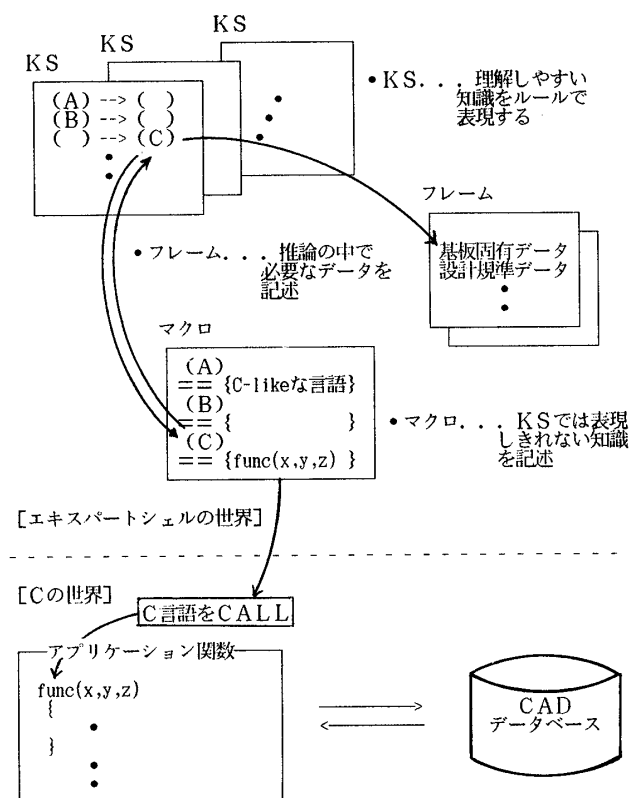 KS
KS
KS
(A) --> ( )
(B) --> ( )
( ) --> (C)
•KS...理解しやすい
知識をルールで
表現する
フレーム
基板固有データ
設計規準データ
•フレーム...推論の中で
必要なデータを
記述
マクロ
(A)
== {C-likeな言語}
(B)
== { }
(C)
== {func(x,y,z) }
•マクロ...KSでは表現
しきれない知識
を記述
[エキスパートシェルの世界]
[Cの世界]
C言語をCALL
アプリケーション関数
func(x,y,z)
{
}
CAD
データベース